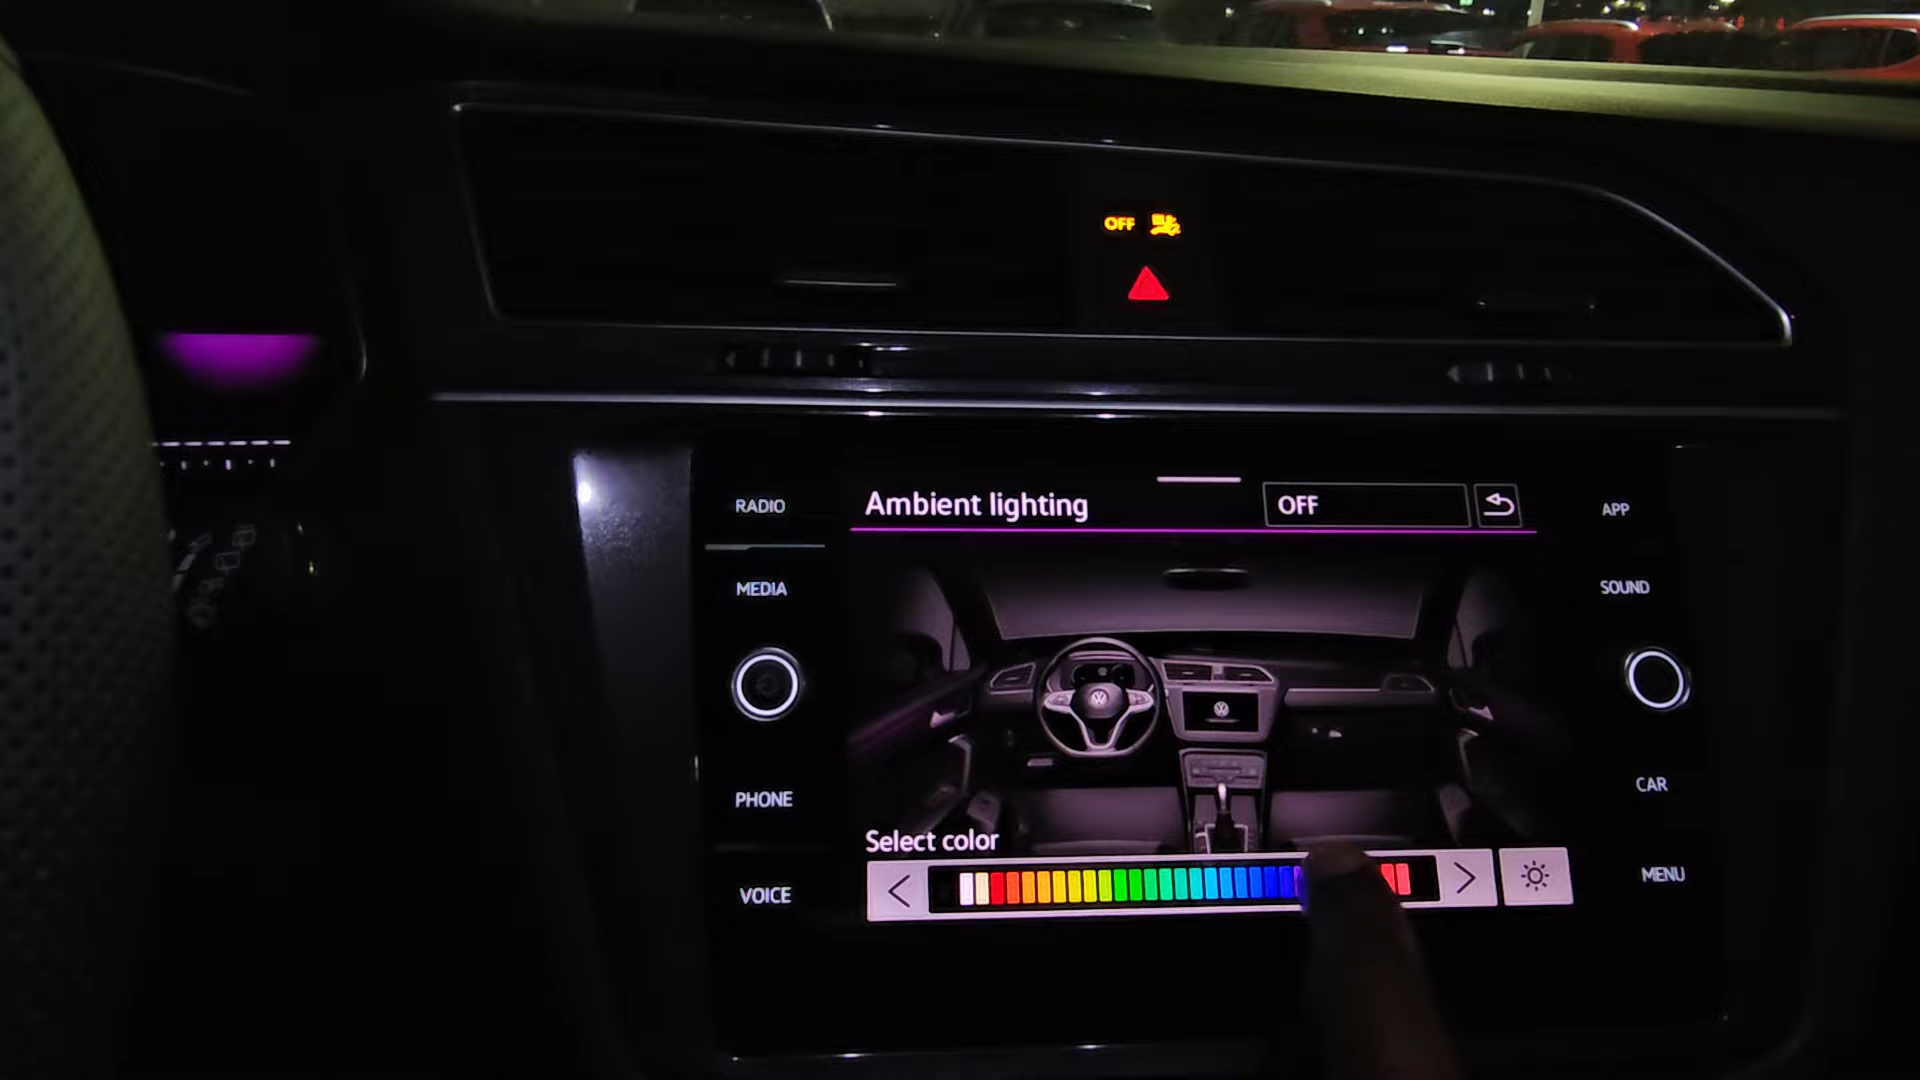 OFF
RADIO
Ambient lighting
OFF
APP
MEDIA
SOUND
PHONE
CAR
Select color
VOICE
MENU